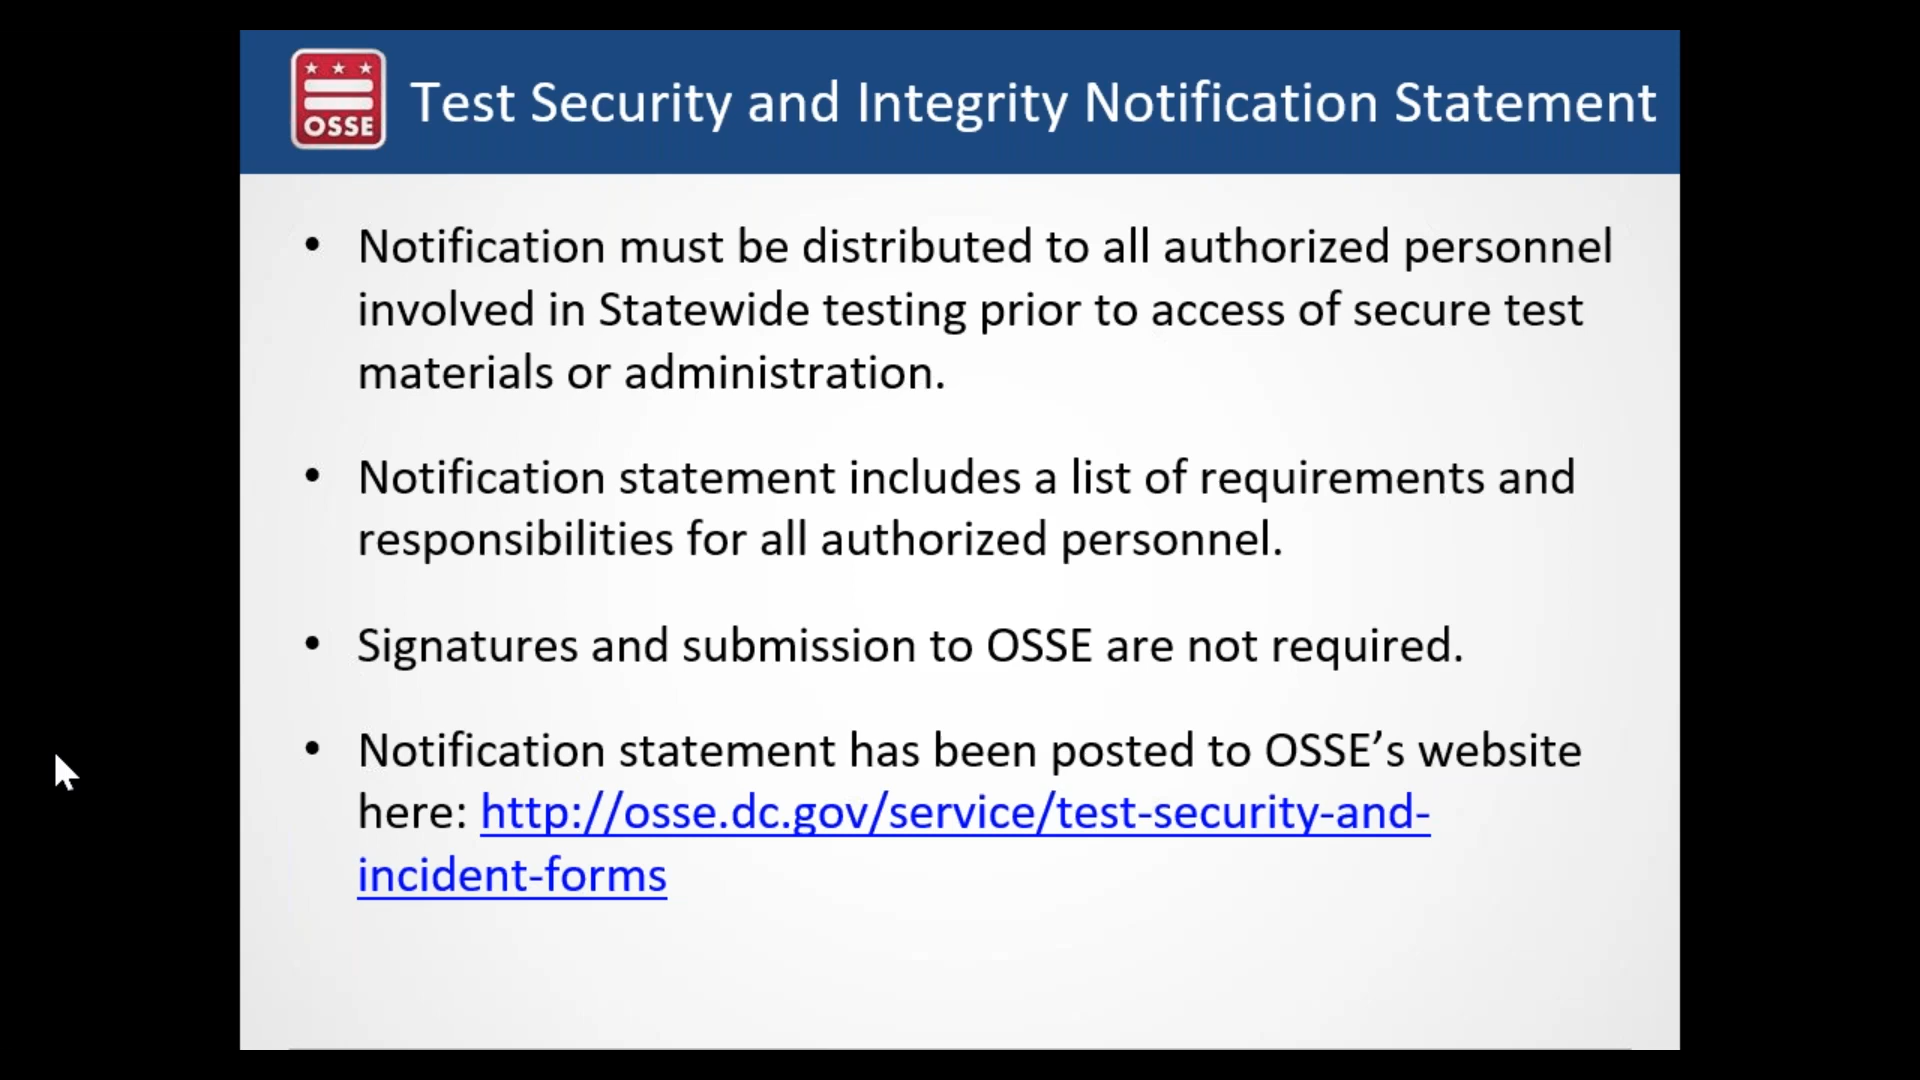 OSSE
Test Security and Integrity Notification Statement
• Notification must be distributed to all authorized personnel
involved in Statewide testing prior to access of secure test
materials or administration.
• Notification statement includes a list of requirements and
responsibilities for all authorized personnel.
• Signatures and submission to OSSE are not required.
• Notification statement has been posted to OSSE’s website
here: http://osse.dc.gov/service/test-security-and-
incident-forms